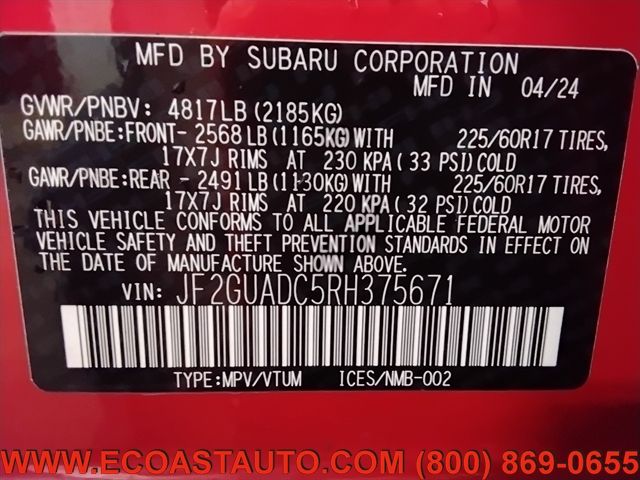 MFD BY SUBARU CORPORATION
MFD IN 04/24
GVWR/PNBV: 4817LB (2185KG)
GAWR/PNBE:FRONT- 2568 LB (1165KG) WITH 225/60R17 TIRES,
17X7J RIMS AT 230 KPA ( 33 PSI) COLD
GAWR/PNBE:REAR - 2491 LB (1130KG) WITH 225/60R17 TIRES,
17X7J RIMS AT 220 KPA ( 32 PSI) COLD
THIS VEHICLE CONFORMS TO ALL APPLICABLE FEDERAL MOTOR
VEHICLE SAFETY AND THEFT PREVENTION STANDARDS IN EFFECT ON
THE DATE OF MANUFACTURE SHOWN ABOVE.
VIN: JF2GUADC5RH375671
TYPE:MPV/VTUM ICES/NMB-002
WWW.ECOASTAUTO.COM (800) 869-0655